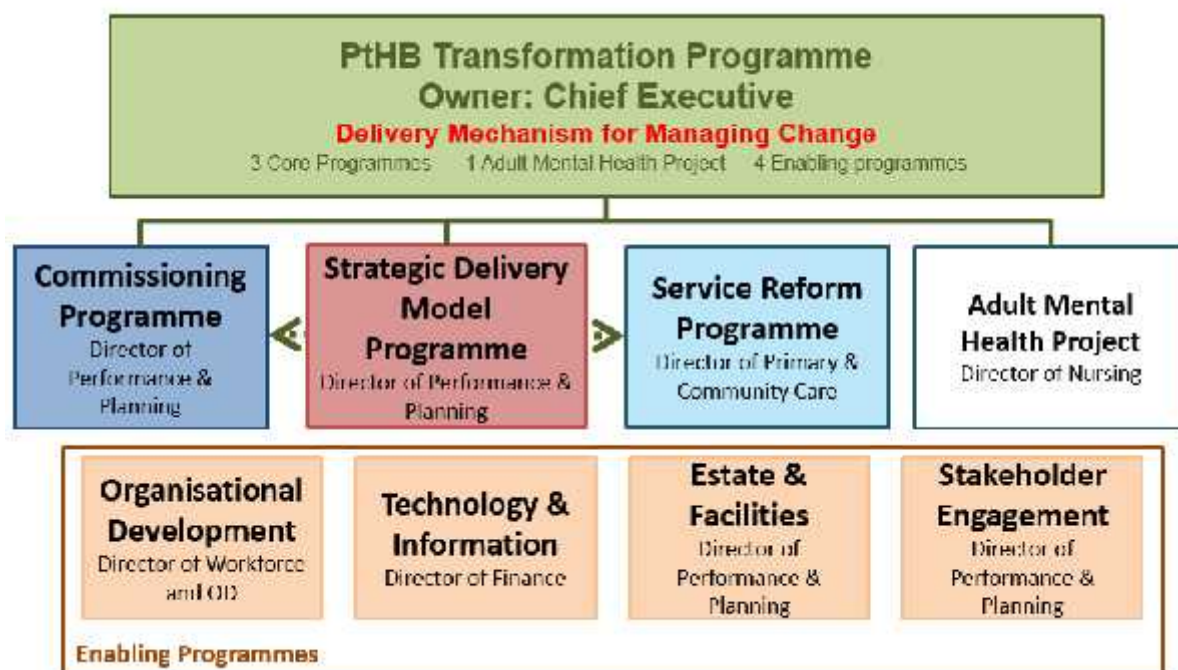 PtHB Transformation Programme
Owner: Chief Executive
Delivery Mechanism for Managing Change
3 Core Programmes 1 Adult Mental Health Project 4 Enabling programmes
Commissioning
Programme
Director of
Performance &
Planning
Strategic Delivery
Model
Programme
Director of Performance &
Planning
Service Reform
Programme
Director of Primary &
Community Care
Adult Mental
Health Project
Director of Nursing
Organisational
Development
Director of Workforce
and OD
Technology &
Information
Director of Finance
Estate &
Facilities
Director of
Performance &
Planning
Stakeholder
Engagement
Director of
Performance &
Planning
Enabling Programmes